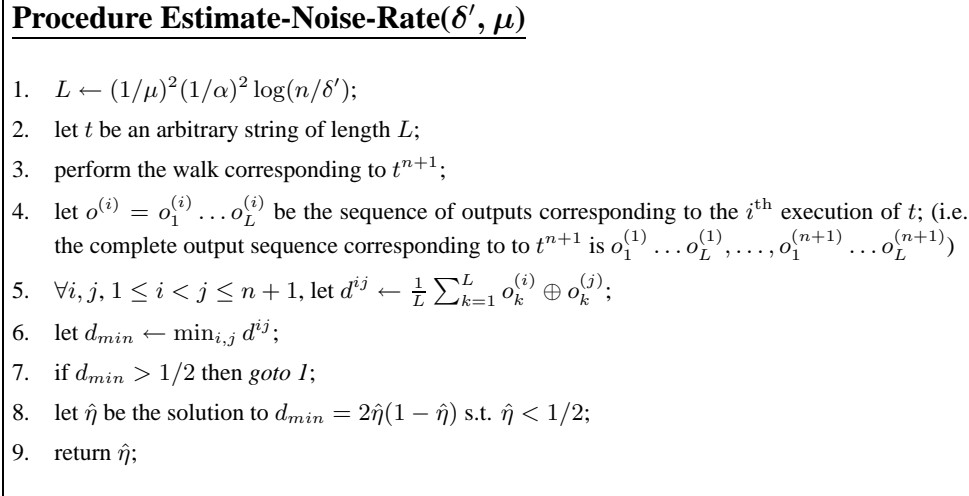 Procedure Estimate-Noise-Rate(δ′, μ)
1. L ← (1/μ)²(1/α)² log(n/δ′);
2. let t be an arbitrary string of length L;
3. perform the walk corresponding to tⁿ⁺¹;
4. let o⁽ⁱ⁾ = o₁⁽ⁱ⁾ … o_L⁽ⁱ⁾ be the sequence of outputs corresponding to the iᵗʰ execution of t; (i.e.
the complete output sequence corresponding to to tⁿ⁺¹ is o₁⁽¹⁾ … o_L⁽¹⁾, …, o₁⁽ⁿ⁺¹⁾ … o_L⁽ⁿ⁺¹⁾)
5. ∀i, j, 1 ≤ i < j ≤ n + 1, let dⁱʲ ← 1/L ∑_{k=1}^{L} o_k⁽ⁱ⁾ ⊕ o_k⁽ʲ⁾;
6. let d_min ← min_{i,j} dⁱʲ;
7. if d_min > 1/2 then goto 1;
8. let η̂ be the solution to d_min = 2η̂(1 − η̂) s.t. η̂ < 1/2;
9. return η̂;